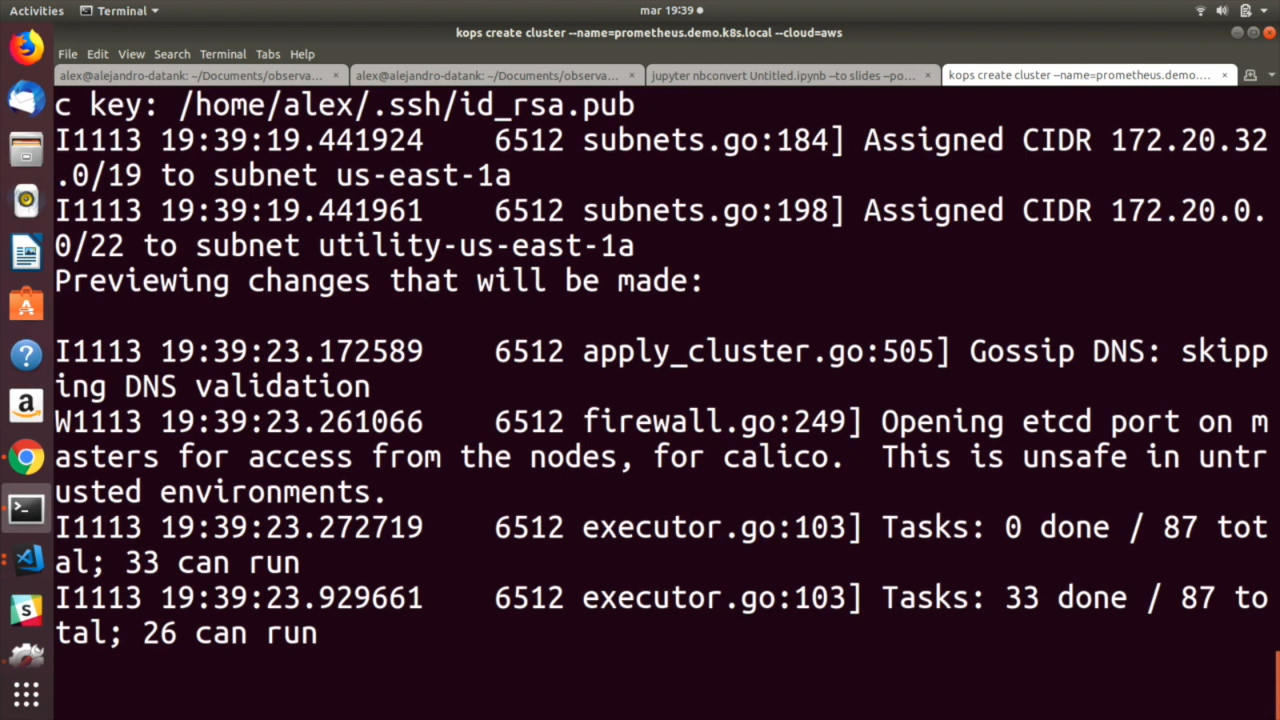 Activities
Terminal
mar 19:39
kops create cluster --name=prometheus.demo.k8s.local --cloud=aws
File Edit View Search Terminal Tabs Help
alex@alejandro-datank: ~/Documents/observa... × alex@alejandro-datank: ~/Documents/observa... × jupyter nbconvert Untitled.ipynb --to slides --po... × kops create cluster --name=prometheus.demo.... ×
c key: /home/alex/.ssh/id_rsa.pub
I1113 19:39:19.441924    6512 subnets.go:184] Assigned CIDR 172.20.32
.0/19 to subnet us-east-1a
I1113 19:39:19.441961    6512 subnets.go:198] Assigned CIDR 172.20.0.
0/22 to subnet utility-us-east-1a
Previewing changes that will be made:
I1113 19:39:23.172589    6512 apply_cluster.go:505] Gossip DNS: skipp
ing DNS validation
W1113 19:39:23.261066    6512 firewall.go:249] Opening etcd port on m
asters for access from the nodes, for calico.  This is unsafe in untr
usted environments.
I1113 19:39:23.272719    6512 executor.go:103] Tasks: 0 done / 87 tot
al; 33 can run
I1113 19:39:23.929661    6512 executor.go:103] Tasks: 33 done / 87 to
tal; 26 can run